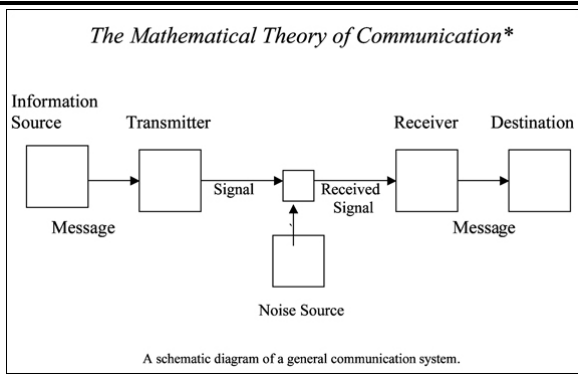 The Mathematical Theory of Communication*
Information
Source
Transmitter
Receiver
Destination
Signal
Received
Signal
Message
Message
Noise Source
A schematic diagram of a general communication system.